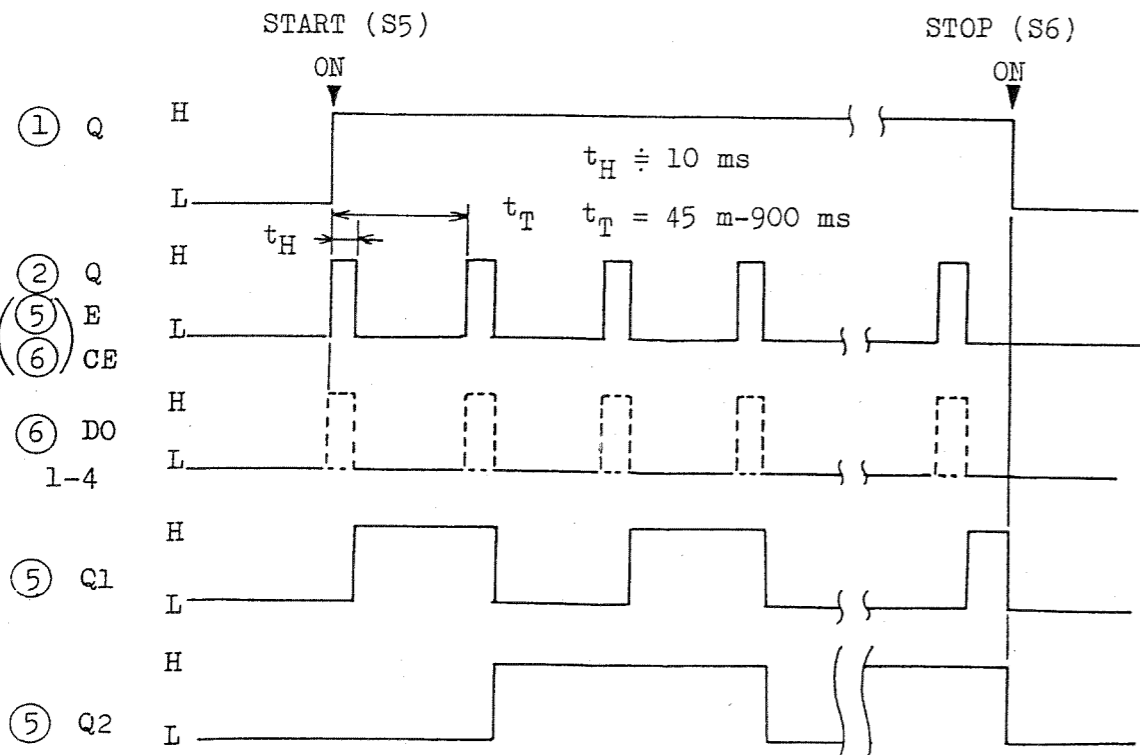 START (S5)
STOP (S6)
ON
ON
① Q
H
L
t_H ≒ 10 ms
t_H
t_T
t_T = 45 m-900 ms
② Q
(⑤) E
(⑥) CE
H
L
⑥ DO
1-4
H
L
⑤ Q1
H
L
⑤ Q2
H
L